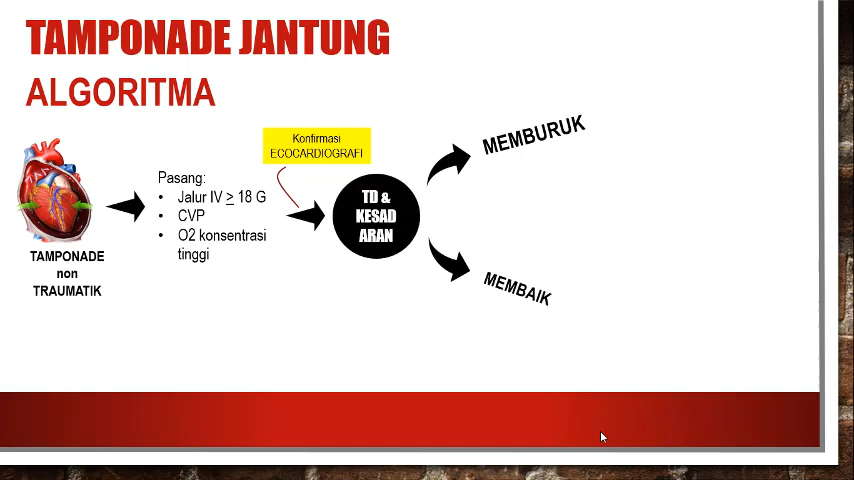 TAMPONADE JANTUNG
ALGORITMA
Konfirmasi
ECOCARDIOGRAFI
MEMBURUK
Pasang:
• Jalur IV > 18 G
• CVP
• O2 konsentrasi
tinggi
TD &
KESAD
ARAN
TAMPONADE
non
TRAUMATIK
MEMBAIK